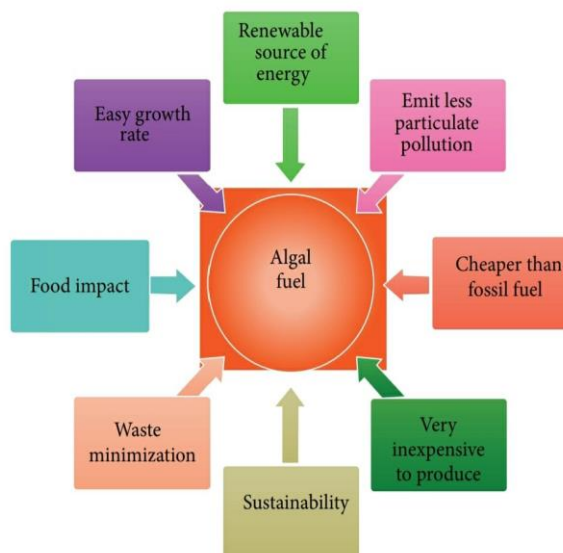 Renewable
source of
energy
Easy growth
rate
Emit less
particulate
pollution
Food impact
Algal
fuel
Cheaper than
fossil fuel
Waste
minimization
Very
inexpensive
to produce
Sustainability